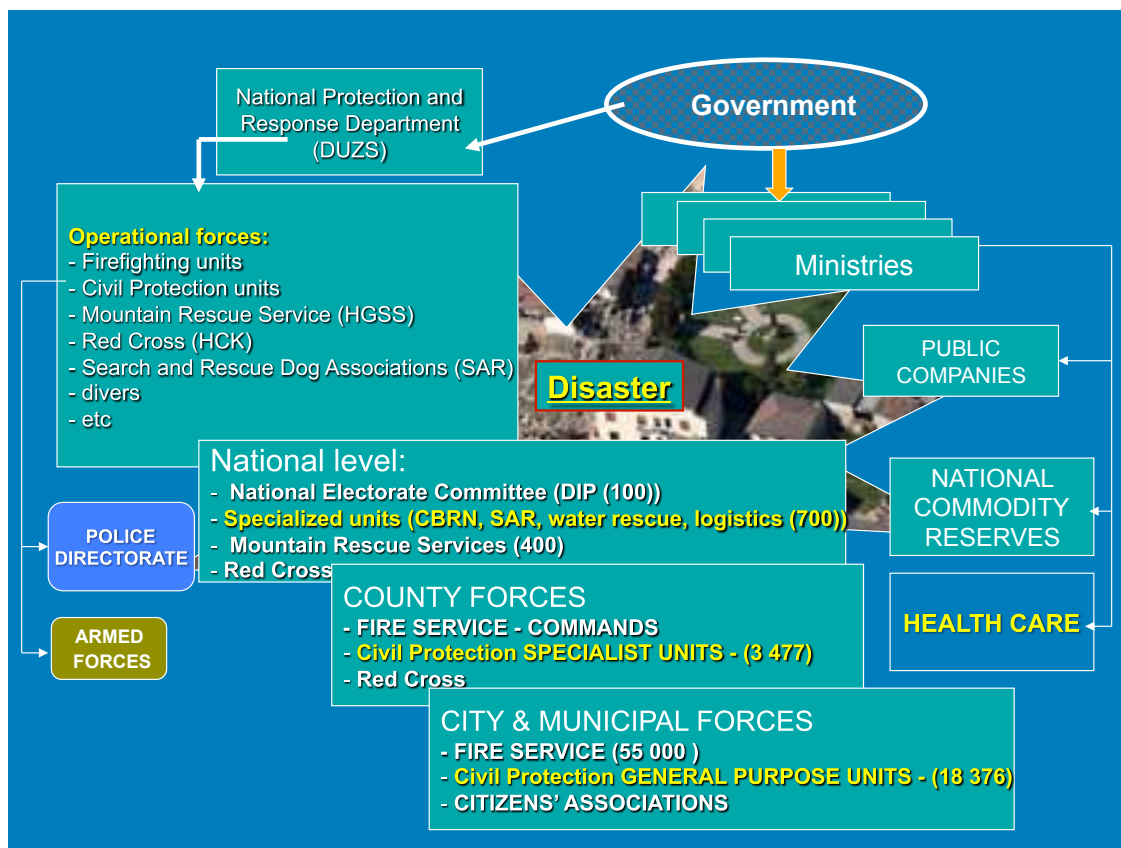 National Protection and
Response Department
(DUZS)
Government
Operational forces:
- Firefighting units
- Civil Protection units
- Mountain Rescue Service (HGSS)
- Red Cross (HCK)
- Search and Rescue Dog Associations (SAR)
- divers
- etc
Ministries
PUBLIC
COMPANIES
Disaster
National level:
- National Electorate Committee (DIP (100))
- Specialized units (CBRN, SAR, water rescue, logistics (700))
- Mountain Rescue Services (400)
- Red Cross
NATIONAL
COMMODITY
RESERVES
POLICE
DIRECTORATE
ARMED
FORCES
HEALTH CARE
COUNTY FORCES
- FIRE SERVICE - COMMANDS
- Civil Protection SPECIALIST UNITS - (3 477)
- Red Cross
CITY & MUNICIPAL FORCES
- FIRE SERVICE (55 000 )
- Civil Protection GENERAL PURPOSE UNITS - (18 376)
- CITIZENS’ ASSOCIATIONS